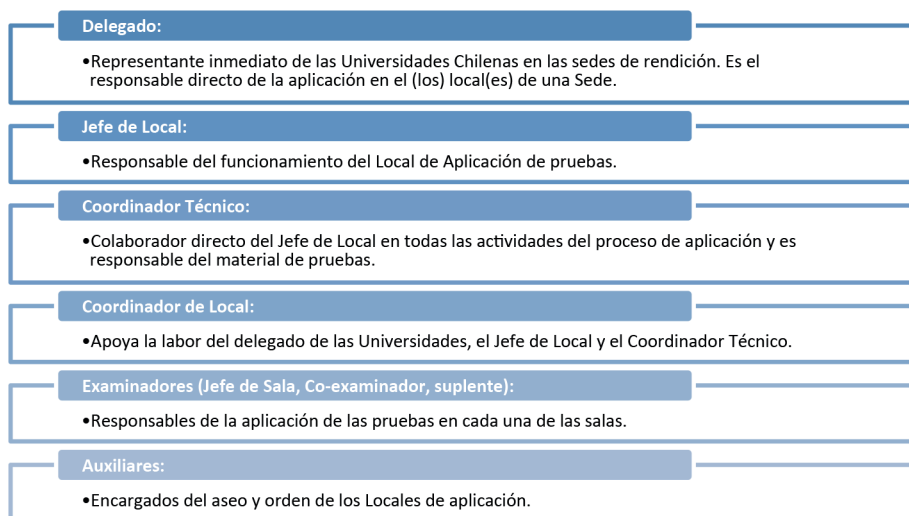 Delegado:
•Representante inmediato de las Universidades Chilenas en las sedes de rendición. Es el
responsable directo de la aplicación en el (los) local(es) de una Sede.
Jefe de Local:
•Responsable del funcionamiento del Local de Aplicación de pruebas.
Coordinador Técnico:
•Colaborador directo del Jefe de Local en todas las actividades del proceso de aplicación y es
responsable del material de pruebas.
Coordinador de Local:
•Apoya la labor del delegado de las Universidades, el Jefe de Local y el Coordinador Técnico.
Examinadores (Jefe de Sala, Co-examinador, suplente):
•Responsables de la aplicación de las pruebas en cada una de las salas.
Auxiliares:
•Encargados del aseo y orden de los Locales de aplicación.